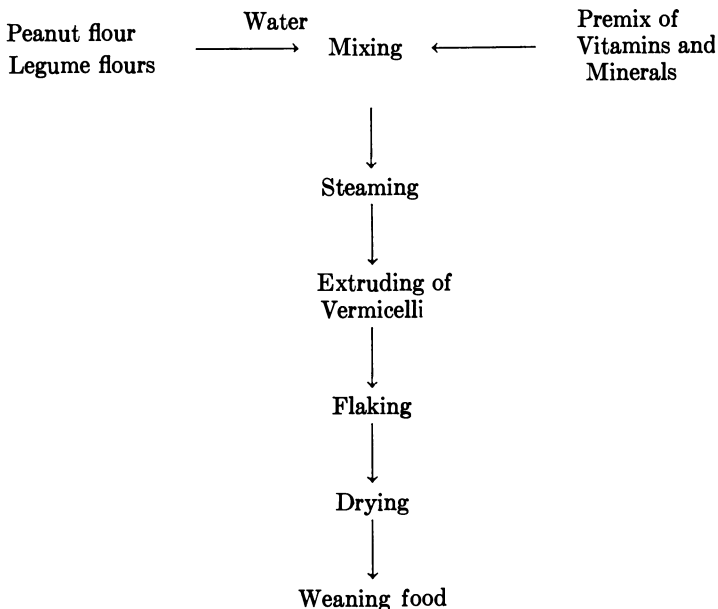 Peanut flour
Legume flours
Water
Mixing
Premix of
Vitamins and
Minerals
Steaming
Extruding of
Vermicelli
Flaking
Drying
Weaning food